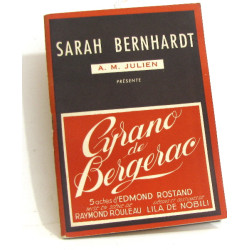 SARAH BERNHARDT
A. M. JULIEN
PRÉSENTE
Cyrano
de
Bergerac
5 actes d'EDMOND ROSTAND
RAYMOND ROULEAU LILA DE NOBILI